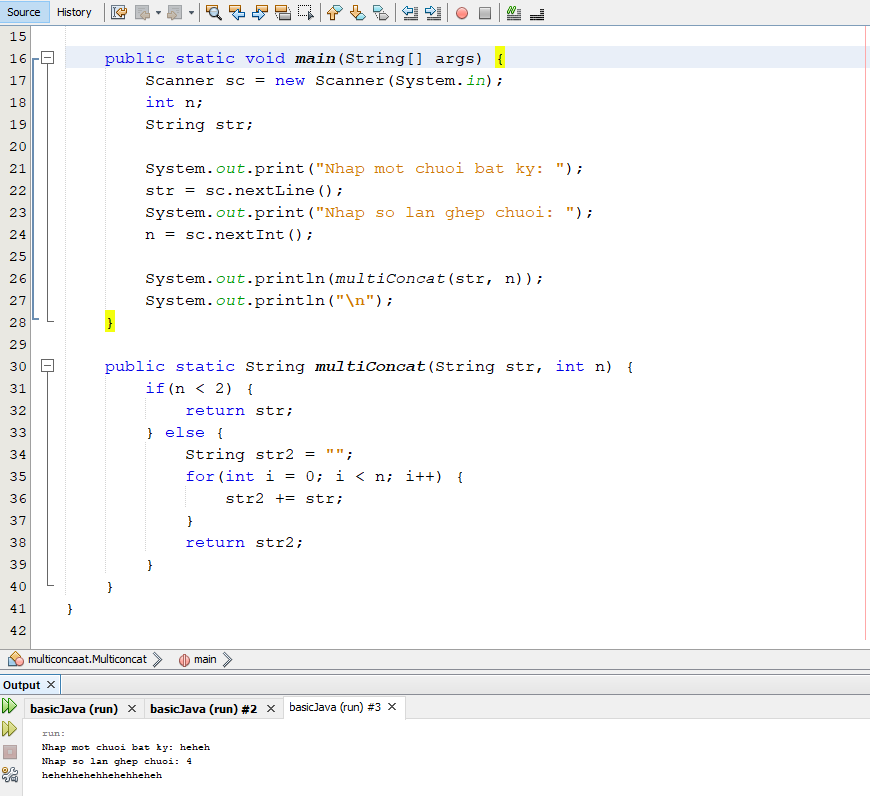 Source History
15
16 public static void main(String[] args) {
17 Scanner sc = new Scanner(System.in);
18 int n;
19 String str;
20
21 System.out.print("Nhap mot chuoi bat ky: ");
22 str = sc.nextLine();
23 System.out.print("Nhap so lan ghep chuoi: ");
24 n = sc.nextInt();
25
26 System.out.println(multiConcat(str, n));
27 System.out.println("\n");
28 }
29
30 public static String multiConcat(String str, int n) {
31 if(n < 2) {
32 return str;
33 } else {
34 String str2 = "";
35 for(int i = 0; i < n; i++) {
36 str2 += str;
37 }
38 return str2;
39 }
40 }
41 }
42
multiconcaat.Multiconcat main
Output
basicJava (run) basicJava (run) #2 basicJava (run) #3
run:
Nhap mot chuoi bat ky: heheh
Nhap so lan ghep chuoi: 4
hehehhehehhehehheheh